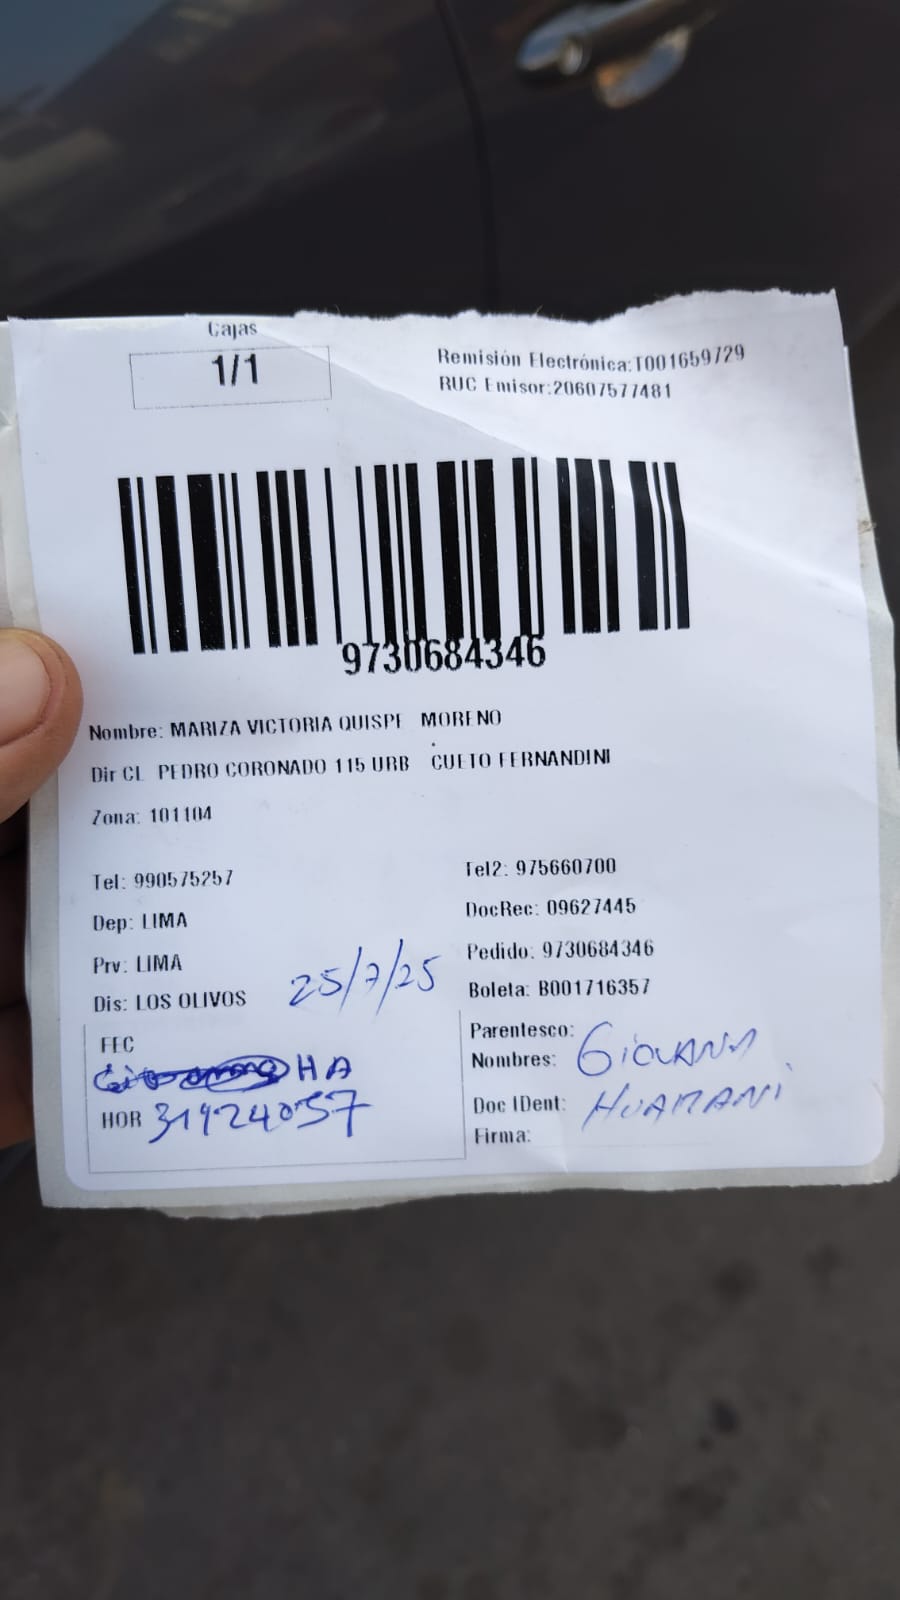 Cajas
1/1
Remisión Electrónica:T001659729
RUC Emisor:20607577481
9730684346
Nombre: MARIZA VICTORIA QUISPE MORENO
Dir CL PEDRO CORONADO 115 URB CUETO FERNANDINI
Zona: 101104
Tel: 990575257
Tel2: 975660700
Dep: LIMA
DocRec: 09627445
Prv: LIMA
Pedido: 9730684346
Dis: LOS OLIVOS
25/7/25
Boleta: B001716357
FEC
HA
HOR
Parentesco:
Nombres: Giovana
Doc IDent: HUAMANI
Firma: